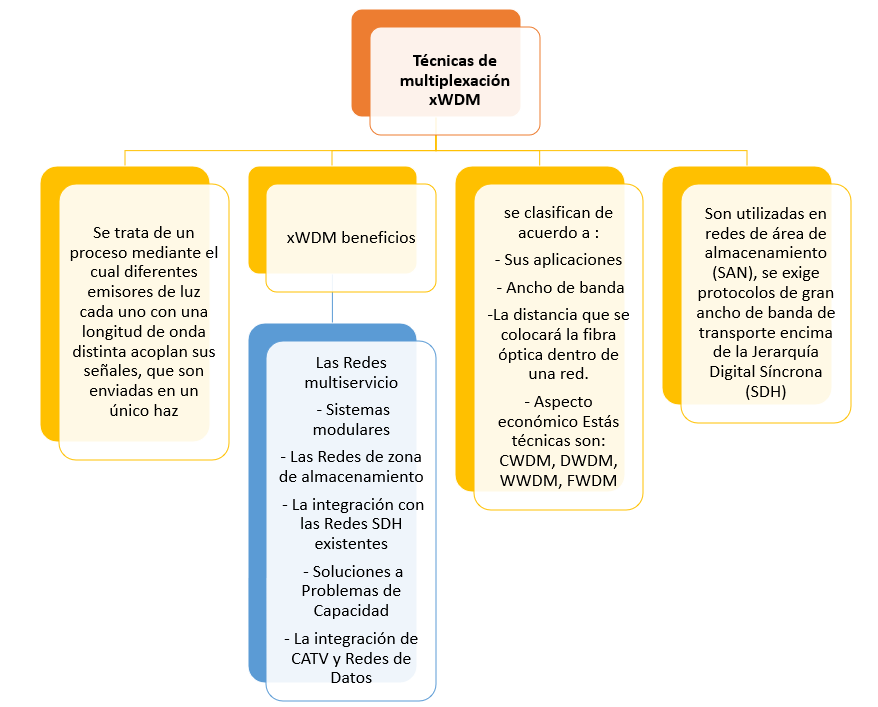 Técnicas de
multiplexación
xWDM
Se trata de un
proceso mediante el
cual diferentes
emisores de luz
cada uno con una
longitud de onda
distinta acoplan sus
señales, que son
enviadas en un
único haz
xWDM beneficios
Las Redes
multiservicio
- Sistemas
modulares
- Las Redes de zona
de almacenamiento
- La integración con
las Redes SDH
existentes
- Soluciones a
Problemas de
Capacidad
- La integración de
CATV y Redes de
Datos
se clasifican de
acuerdo a :
- Sus aplicaciones
- Ancho de banda
-La distancia que se
colocará la fibra
óptica dentro de
una red.
- Aspecto
económico Estás
técnicas son:
CWDM, DWDM,
WWDM, FWDM
Son utilizadas en
redes de área de
almacenamiento
(SAN), se exige
protocolos de gran
ancho de banda de
transporte encima
de la Jerarquía
Digital Síncrona
(SDH)